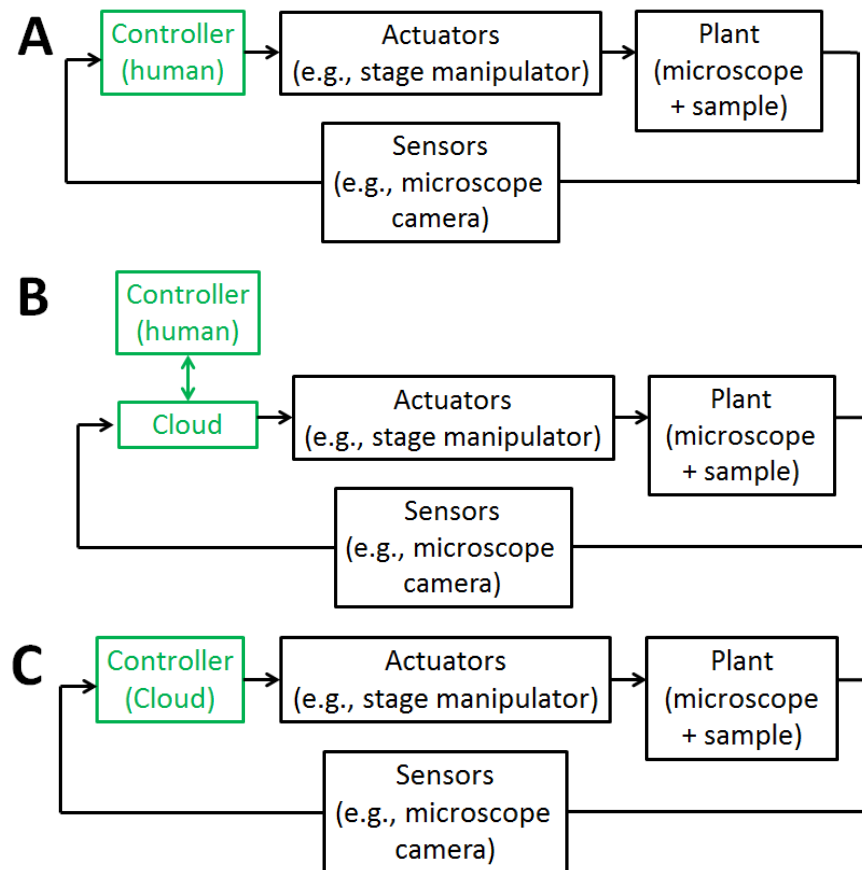 A
Controller
(human)
Actuators
(e.g., stage manipulator)
Plant
(microscope
+ sample)
Sensors
(e.g., microscope
camera)
B
Controller
(human)
Cloud
Actuators
(e.g., stage manipulator)
Plant
(microscope
+ sample)
Sensors
(e.g., microscope
camera)
C
Controller
(Cloud)
Actuators
(e.g., stage manipulator)
Plant
(microscope
+ sample)
Sensors
(e.g., microscope
camera)